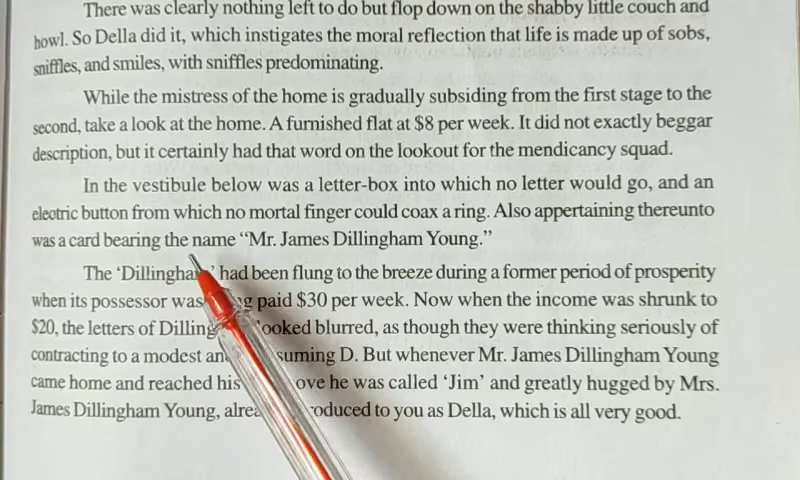 There was clearly nothing left to do but flop down on the shabby little couch and
howl. So Della did it, which instigates the moral reflection that life is made up of sobs,
sniffles, and smiles, with sniffles predominating.
While the mistress of the home is gradually subsiding from the first stage to the
second, take a look at the home. A furnished flat at $8 per week. It did not exactly beggar
description, but it certainly had that word on the lookout for the mendicancy squad.
In the vestibule below was a letter-box into which no letter would go, and an
electric button from which no mortal finger could coax a ring. Also appertaining thereunto
was a card bearing the name “Mr. James Dillingham Young.”
The ‘Dillingham’ had been flung to the breeze during a former period of prosperity
when its possessor was paid $30 per week. Now when the income was shrunk to
$20, the letters of looked blurred, as though they were thinking seriously of
contracting to a modest D. But whenever Mr. James Dillingham Young
came home and reached his he was called ‘Jim’ and greatly hugged by Mrs.
James Dillingham Young, to you as Della, which is all very good.